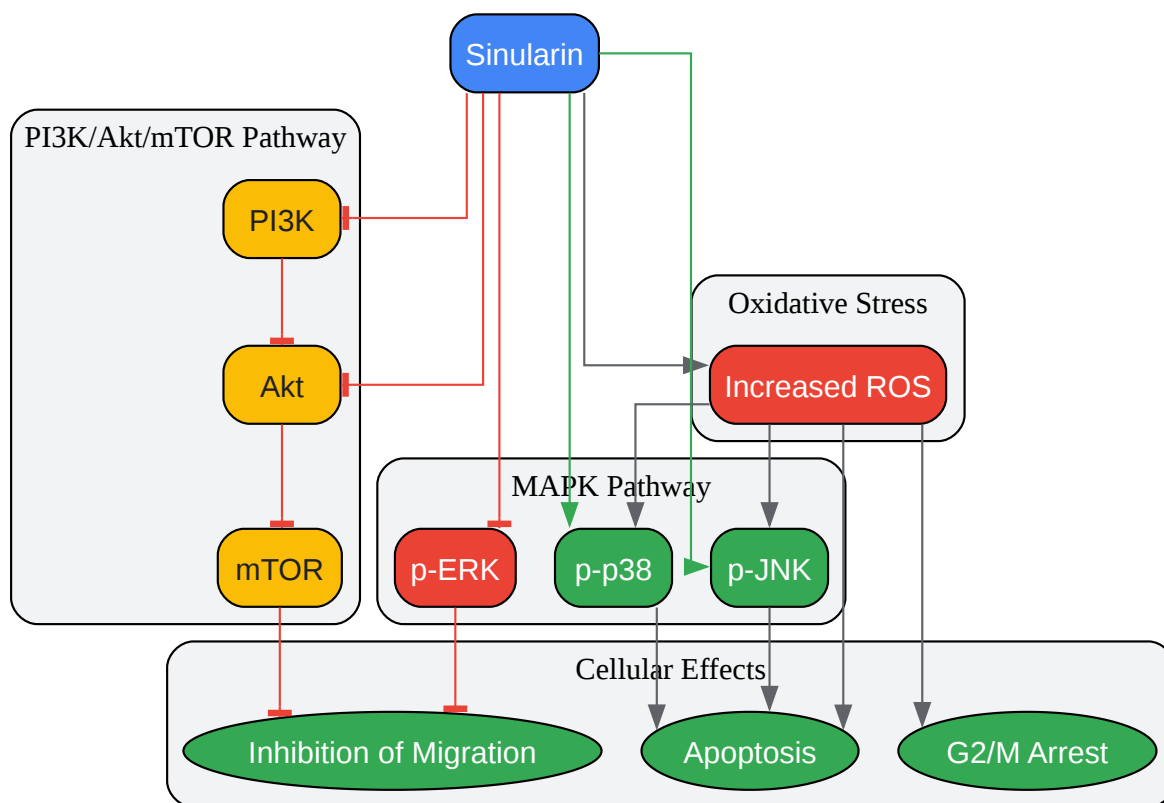 Sinularin
PI3K/Akt/mTOR Pathway
PI3K
Oxidative Stress
Akt
Increased ROS
MAPK Pathway
mTOR
p-ERK
p-p38
p-JNK
Cellular Effects
Inhibition of Migration
Apoptosis
G2/M Arrest